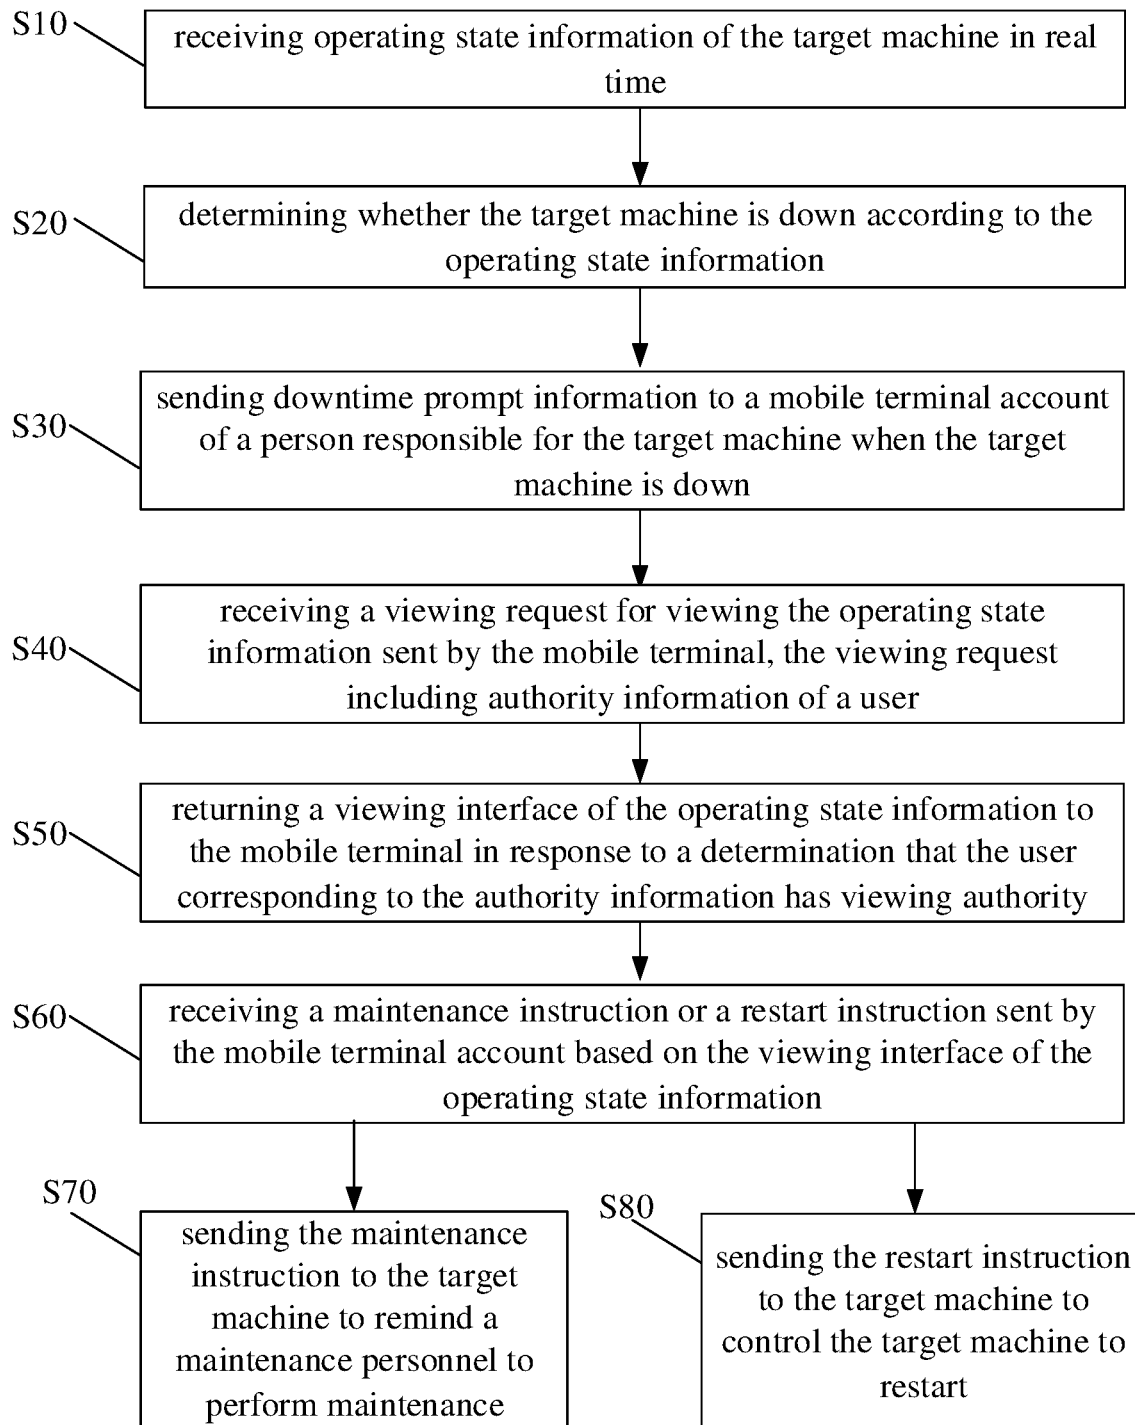 S10
receiving operating state information of the target machine in real
time
S20
determining whether the target machine is down according to the
operating state information
S30
sending downtime prompt information to a mobile terminal account
of a person responsible for the target machine when the target
machine is down
S40
receiving a viewing request for viewing the operating state
information sent by the mobile terminal, the viewing request
including authority information of a user
S50
returning a viewing interface of the operating state information to
the mobile terminal in response to a determination that the user
corresponding to the authority information has viewing authority
S60
receiving a maintenance instruction or a restart instruction sent by
the mobile terminal account based on the viewing interface of the
operating state information
S70
sending the maintenance
instruction to the target
machine to remind a
maintenance personnel to
perform maintenance
S80
sending the restart instruction
to the target machine to
control the target machine to
restart